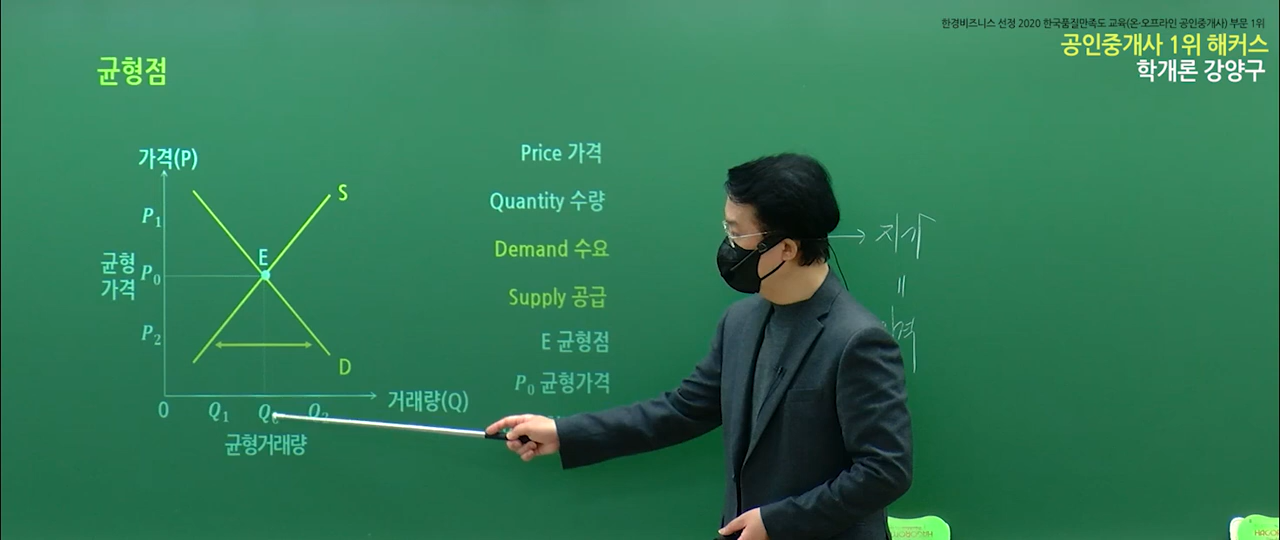 한경비즈니스 선정 2020 한국품질만족도 교육(온·오프라인 공인중개사) 부문 1위
공인중개사 1위 해커스
학개론 강양구
균형점
가격(P)
P₁
균형
가격
P₀
P₂
E
S
D
0
Q₁
Q
Q₂
거래량(Q)
균형거래량
Price 가격
Quantity 수량
Demand 수요
Supply 공급
E 균형점
P₀ 균형가격